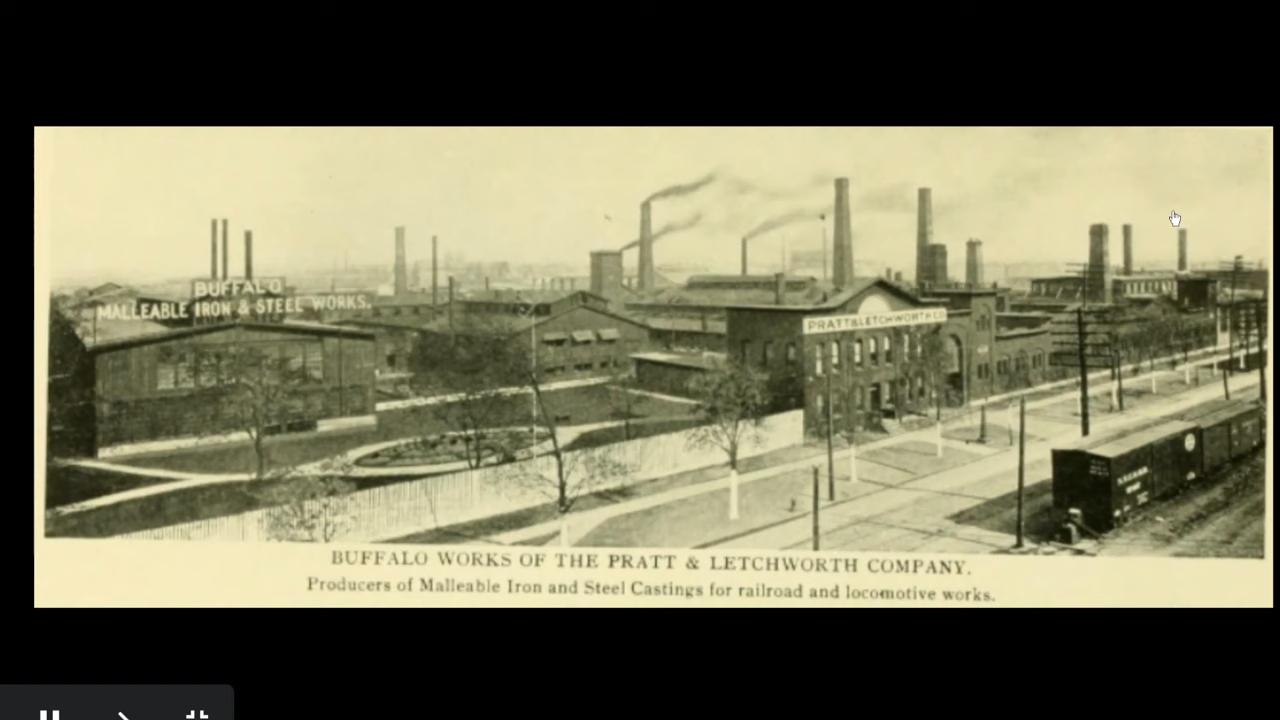 BUFFALO
MALLEABLE IRON & STEEL WORKS.
PRATT & LETCHWORTH CO
BUFFALO WORKS OF THE PRATT & LETCHWORTH COMPANY.
Producers of Malleable Iron and Steel Castings for railroad and locomotive works.